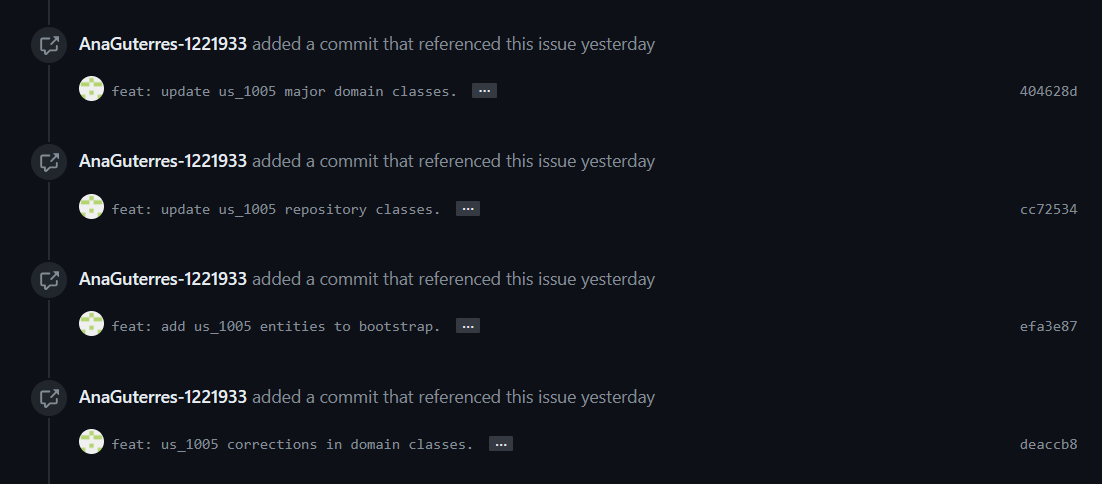 AnaGuterres-1221933 added a commit that referenced this issue yesterday
feat: update us_1005 major domain classes. ...
404628d
AnaGuterres-1221933 added a commit that referenced this issue yesterday
feat: update us_1005 repository classes. ...
cc72534
AnaGuterres-1221933 added a commit that referenced this issue yesterday
feat: add us_1005 entities to bootstrap. ...
efa3e87
AnaGuterres-1221933 added a commit that referenced this issue yesterday
feat: us_1005 corrections in domain classes. ...
deaccb8